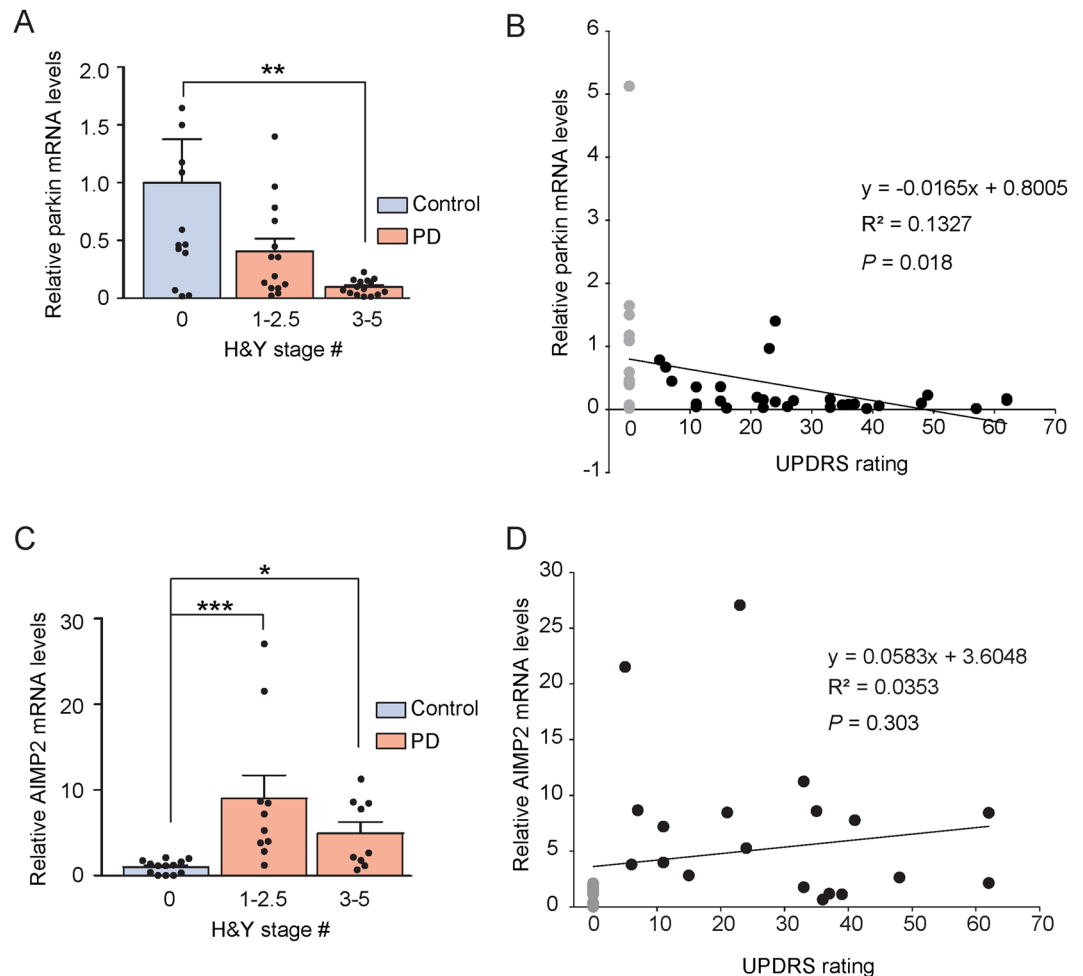 A
Relative parkin mRNA levels
2.0
1.5
1.0
0.5
0
**
Control
PD
0
1-2.5
3-5
H&Y stage #
B
Relative parkin mRNA levels
6
5
4
3
2
1
0
-1
y = -0.0165x + 0.8005
R² = 0.1327
P = 0.018
0 10 20 30 40 50 60 70
UPDRS rating
C
Relative AIMP2 mRNA levels
30
20
10
0
*
***
Control
PD
0
1-2.5
3-5
H&Y stage #
D
Relative AIMP2 mRNA levels
30
25
20
15
10
5
0
y = 0.0583x + 3.6048
R² = 0.0353
P = 0.303
0 10 20 30 40 50 60 70
UPDRS rating